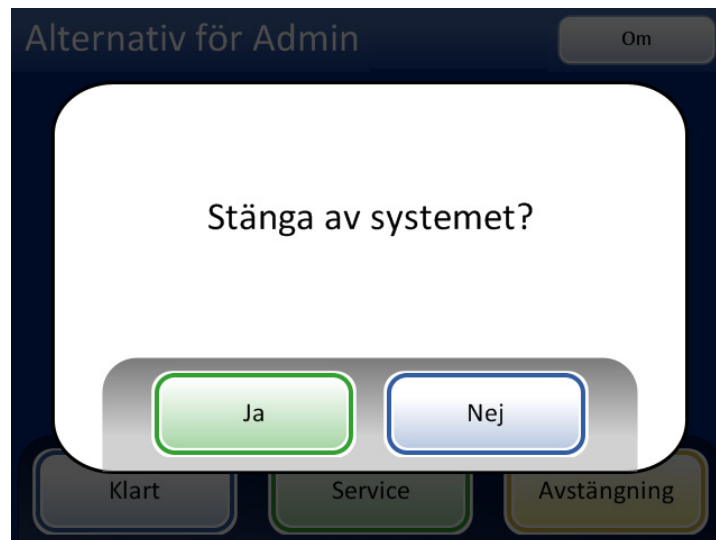 Alternativ för Admin
Om
Stänga av systemet?
Ja
Nej
Klart
Service
Avstängning